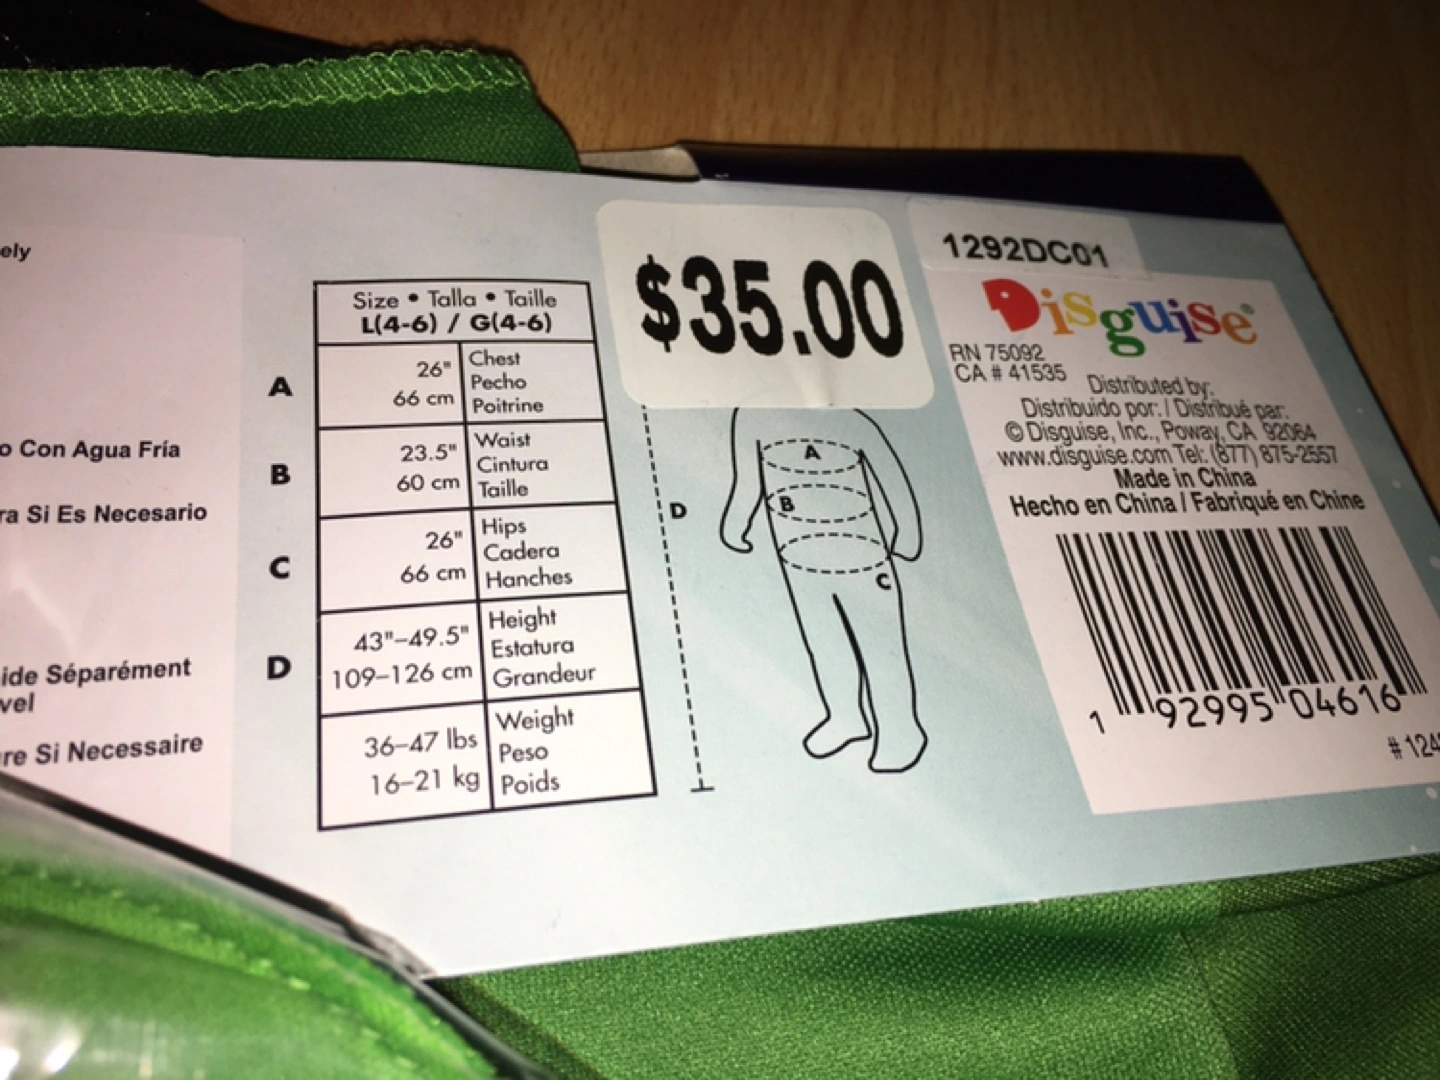 ely
o Con Agua Fría
ra Si Es Necesario
ide Séparément
vel
re Si Necessaire
Size • Talla • Taille
L(4-6) / G(4-6)
A
26"
66 cm
Chest
Pecho
Poitrine
B
23.5"
60 cm
Waist
Cintura
Taille
C
26"
66 cm
Hips
Cadera
Hanches
D
43"–49.5"
109–126 cm
Height
Estatura
Grandeur
36–47 lbs
16–21 kg
Weight
Peso
Poids
$35.00
D
A
B
C
1292DC01
Disguise®
RN 75092
CA # 41535
Distributed by:
Distribuido por: / Distribué par:
© Disguise, Inc., Poway, CA 92064
www.disguise.com Tel: (877) 875-2557
Made in China
Hecho en China / Fabriqué en Chine
1 92995 04616
# 124